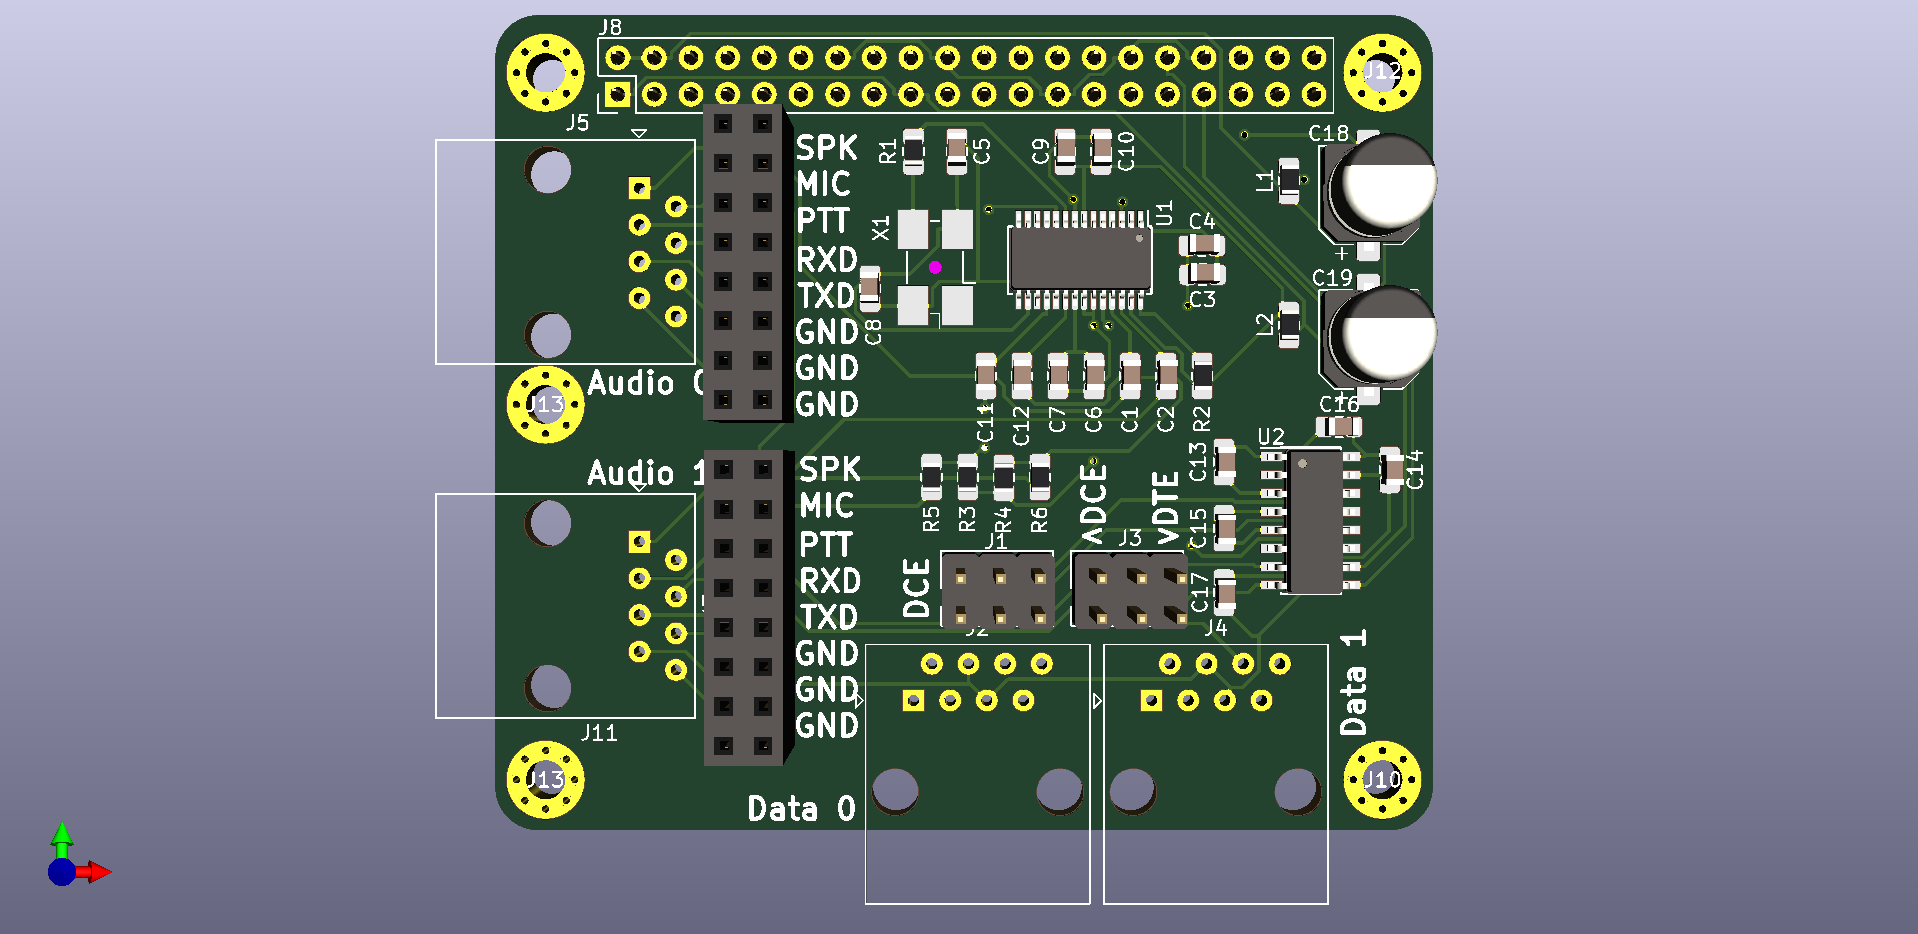 J8
J12
J5
SPK
MIC
PTT
RXD
TXD
GND
GND
GND
R1
C5
C9
C10
C18
L1
X1
U1
C4
C3
C8
+
C19
L2
+
Audio 0
J13
C11
C12
C7
C6
C1
C2
R2
C16
U2
Audio 1
SPK
MIC
PTT
RXD
TXD
GND
GND
GND
C13
C14
<DCE
>DTE
R5
R3
R4
R6
C15
J1
J3
DCE
C17
J2
J4
Data 1
J11
J13
J10
Data 0